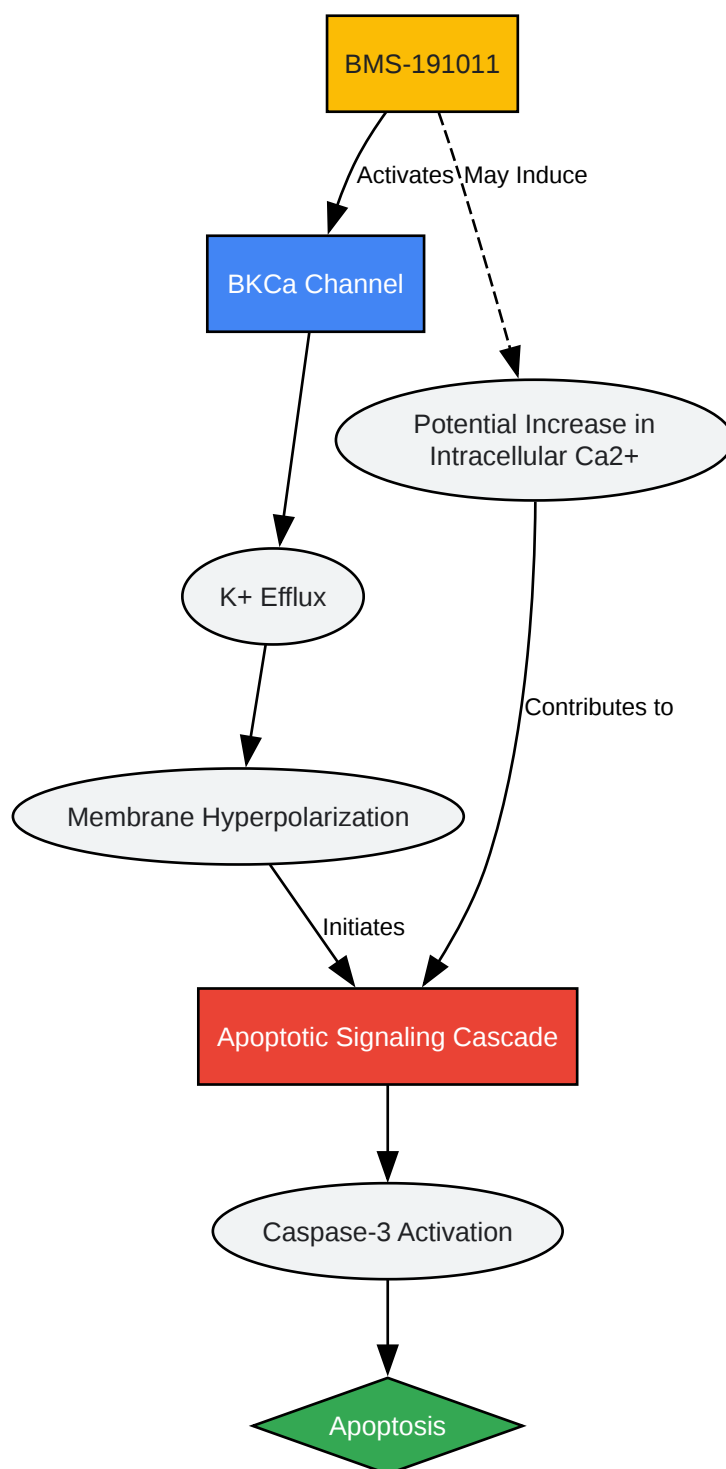 BMS-191011
Activates
May Induce
BKCa Channel
Potential Increase in
Intracellular Ca2+
K+ Efflux
Contributes to
Membrane Hyperpolarization
Initiates
Apoptotic Signaling Cascade
Caspase-3 Activation
Apoptosis